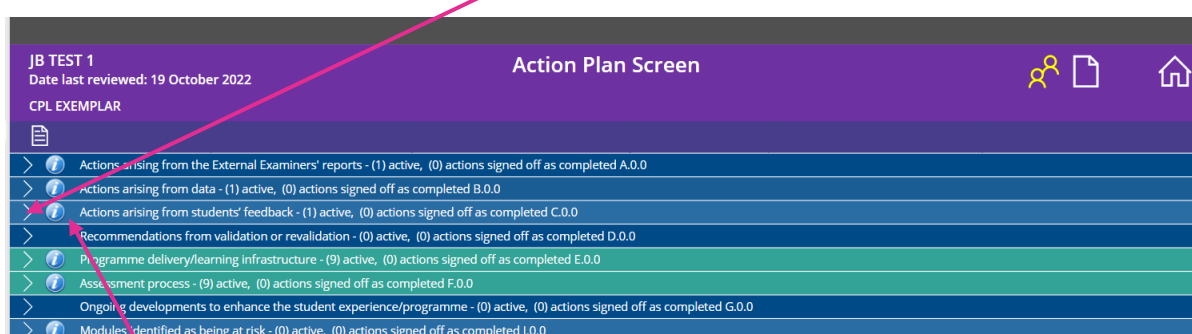 JB TEST 1
Action Plan Screen
Date last reviewed: 19 October 2022
CPL EXEMPLAR
Actions arising from the External Examiners' reports - (1) active, (0) actions signed off as completed A.0.0
Actions arising from data - (1) active, (0) actions signed off as completed B.0.0
Actions arising from students' feedback - (1) active, (0) actions signed off as completed C.0.0
Recommendations from validation or revalidation - (0) active, (0) actions signed off as completed D.0.0
Programme delivery/learning infrastructure - (9) active, (0) actions signed off as completed E.0.0
Assessment process - (9) active, (0) actions signed off as completed F.0.0
Ongoing developments to enhance the student experience/programme - (0) active, (0) actions signed off as completed G.0.0
Modules identified as being at risk - (0) active, (0) actions signed off as completed I.0.0